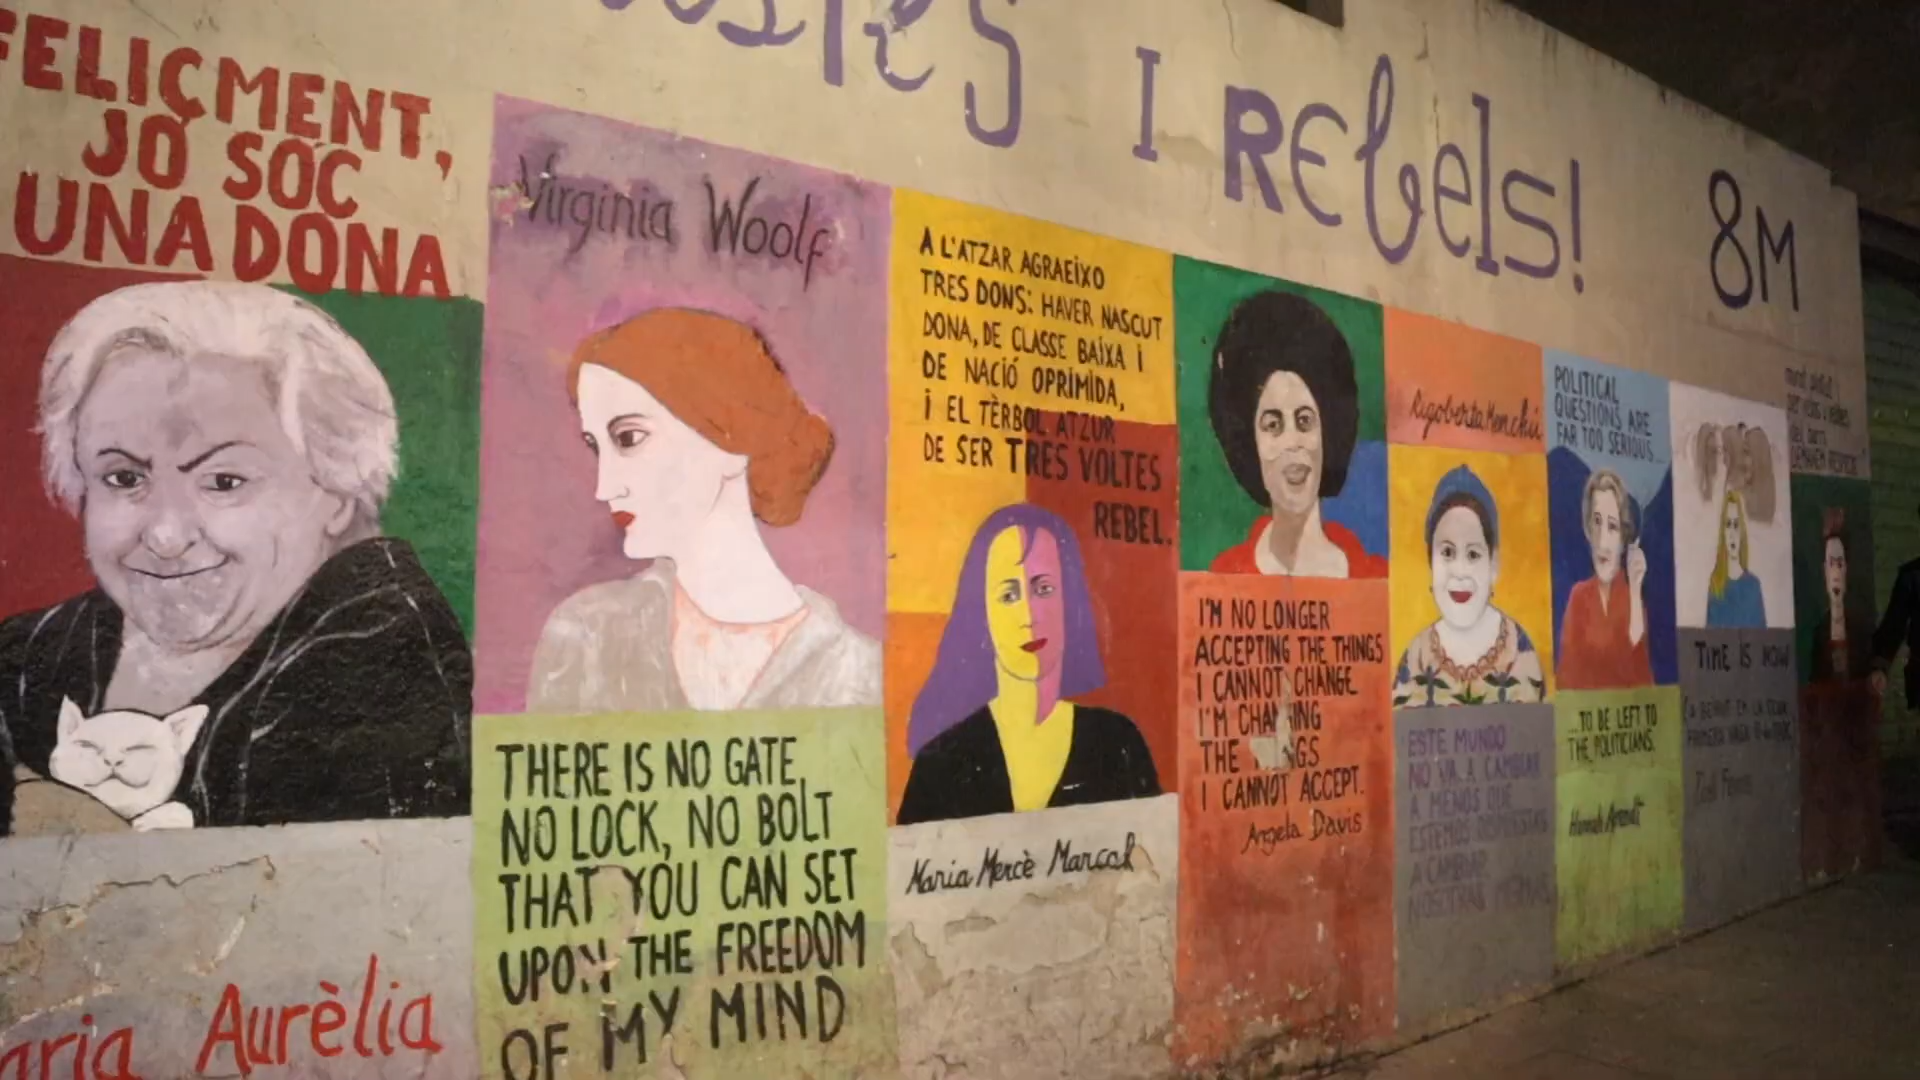 I REBELS!
8M
FELIÇMENT,
JO SÓC
UNA DONA
Aurèlia
Virginia Woolf
THERE IS NO GATE,
NO LOCK, NO BOLT
THAT YOU CAN SET
UPON THE FREEDOM
OF MY MIND
A L'ATZAR AGRAEIXO
TRES DONS: HAVER NASCUT
DONA, DE CLASSE BAIXA I
DE NACIÓ OPRIMIDA,
I EL TÈRBOL ATZUR
DE SER TRES VOLTES
REBEL.
Maria Mercè Marçal
I'M NO LONGER
ACCEPTING THE THINGS
I CANNOT CHANGE
I'M CHANGING
THE
I CANNOT ACCEPT.
Angela Davis
Rigoberta Menchú
ESTE MUNDO
NO VA A CAMBIAR
A MENOS QUE
ESTEMOS DISPUESTAS
A CAMBIAR
NOSOTRAS MISMAS
POLITICAL
QUESTIONS ARE
FAR TOO SERIOUS...
...TO BE LEFT TO
THE POLITICIANS.
Hannah Arendt
TIME IS NOW